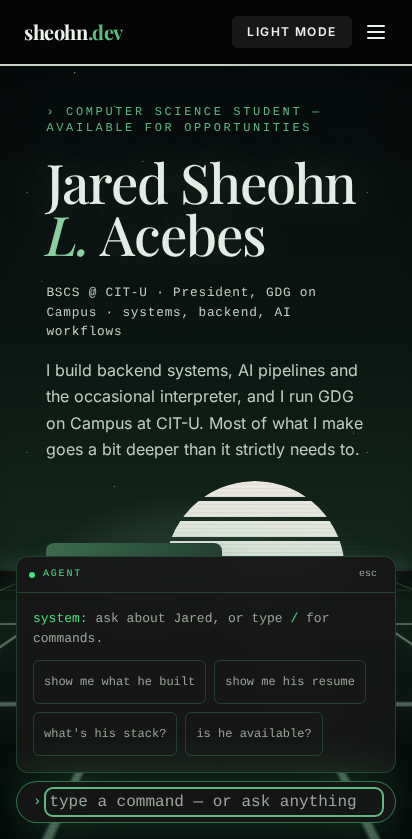 sheohn.dev
LIGHT MODE
› COMPUTER SCIENCE STUDENT —
AVAILABLE FOR OPPORTUNITIES
Jared Sheohn
L. Acebes
BSCS @ CIT-U · President, GDG on
Campus · systems, backend, AI
workflows
I build backend systems, AI pipelines and
the occasional interpreter, and I run GDG
on Campus at CIT-U. Most of what I make
goes a bit deeper than it strictly needs to.
AGENT
esc
system: ask about Jared, or type / for
commands.
show me what he built
show me his resume
what's his stack?
is he available?
› type a command — or ask anything